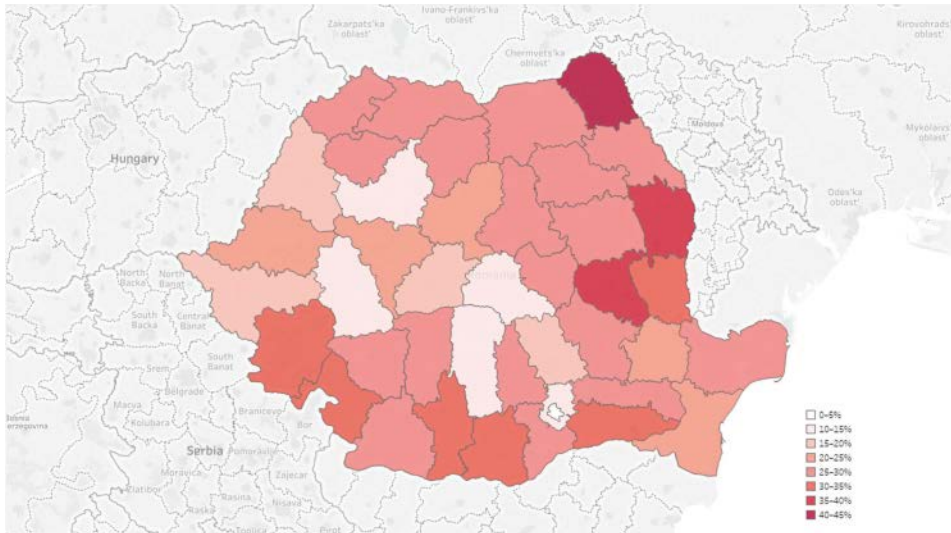 Zakarpats'ka
oblast'
Ivano-Frankivs'k
oblast'
Chernivets'ka
oblast'
Kirovohrads'
oblast'
Moldova
Mykolaivs'k
oblast'
Hungary
Odes'ka
oblast'
North
Backa
North
Banat
South
Backa
Central
Banat
South
Banat
Srem
Belgrade
Macva
Branicevo
Kolubara
Bor
Serbia
Pomoravlje
Zajecar
Moravica
Zlatibor
Rasina
Raska
Nisava
Toplica
Pirot
0–5%
10–15%
15–20%
20–25%
25–30%
30–35%
35–40%
40–45%